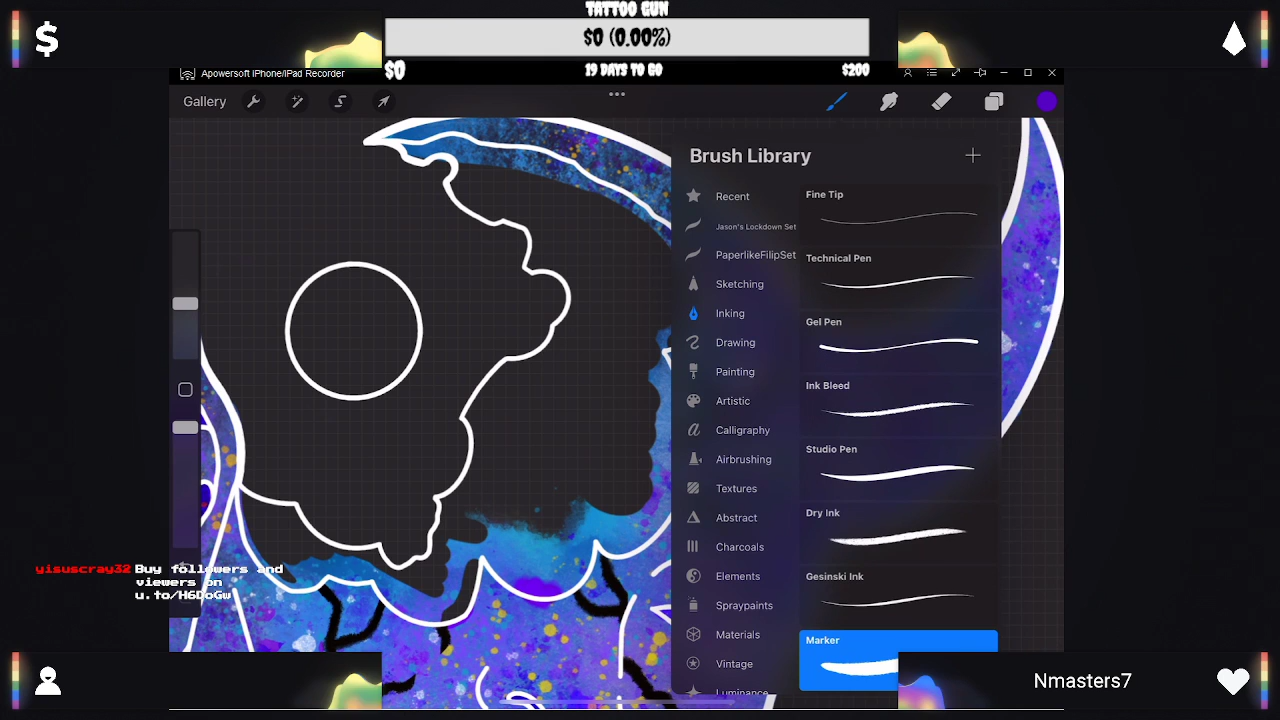 TATTOO GUN
$0 (0.00%)
$
$0
19 DAYS TO GO
$200
Apowersoft iPhone/iPad Recorder
Gallery
Brush Library
Recent
Jason's Lockdown Set
PaperlikeFilipSet
Sketching
Inking
Drawing
Painting
Artistic
Calligraphy
Airbrushing
Textures
Abstract
Charcoals
Elements
Spraypaints
Materials
Vintage
Luminance
Fine Tip
Technical Pen
Gel Pen
Ink Bleed
Studio Pen
Dry Ink
Gesinski Ink
Marker
yisuscray32 Buy followers and
viewers on
u.to/H6DoGw
Nmasters7